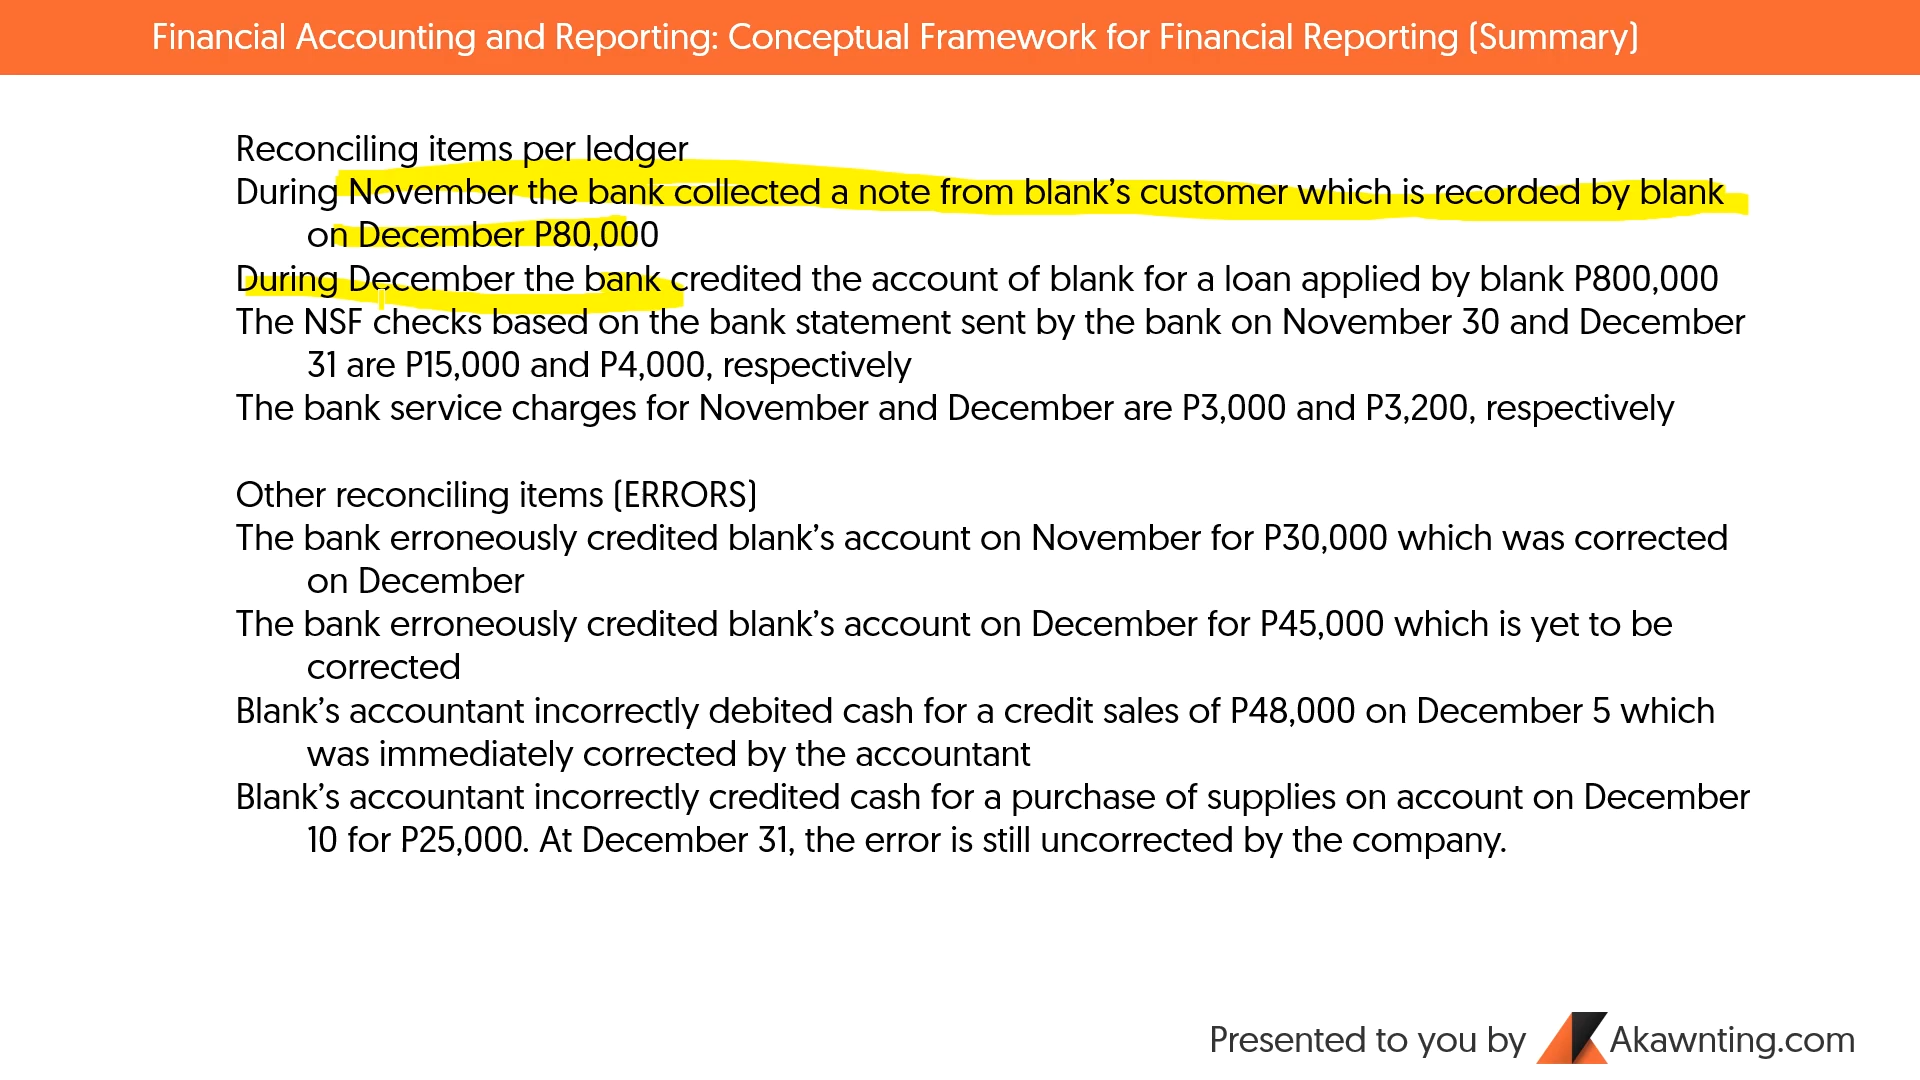 Financial Accounting and Reporting: Conceptual Framework for Financial Reporting (Summary)
Reconciling items per ledger
During November the bank collected a note from blank’s customer which is recorded by blank
on December P80,000
During December the bank credited the account of blank for a loan applied by blank P800,000
The NSF checks based on the bank statement sent by the bank on November 30 and December
31 are P15,000 and P4,000, respectively
The bank service charges for November and December are P3,000 and P3,200, respectively
Other reconciling items (ERRORS)
The bank erroneously credited blank’s account on November for P30,000 which was corrected
on December
The bank erroneously credited blank’s account on December for P45,000 which is yet to be
corrected
Blank’s accountant incorrectly debited cash for a credit sales of P48,000 on December 5 which
was immediately corrected by the accountant
Blank’s accountant incorrectly credited cash for a purchase of supplies on account on December
10 for P25,000. At December 31, the error is still uncorrected by the company.
Presented to you by Akawnting.com